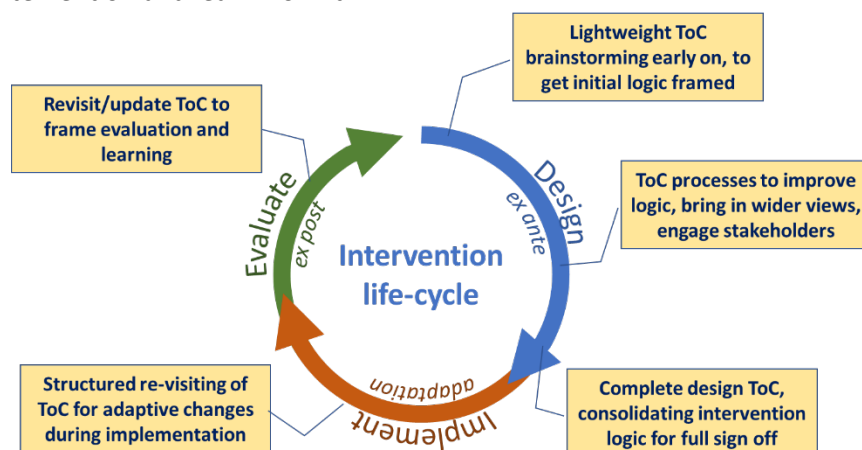 Lightweight ToC
brainstorming early on, to
get initial logic framed
Revisit/update ToC to
frame evaluation and
learning
Evaluate
ex post
Design
ex ante
ToC processes to improve
logic, bring in wider views,
engage stakeholders
Intervention
life-cycle
adaptation
Implement
Structured re-visiting of
ToC for adaptive changes
during implementation
Complete design ToC,
consolidating intervention
logic for full sign off